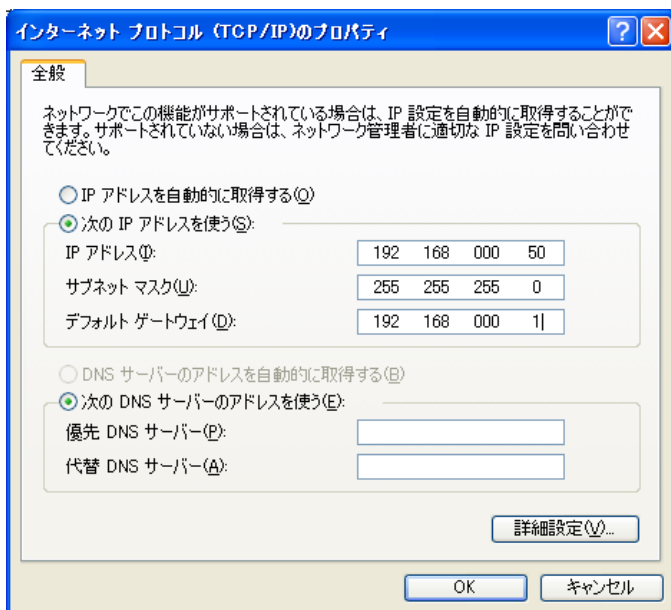 インターネット プロトコル (TCP/IP)のプロパティ
全般
ネットワークでこの機能がサポートされている場合は、IP 設定を自動的に取得することがで
きます。サポートされていない場合は、ネットワーク管理者に適切な IP 設定を問い合わせ
てください。
IP アドレスを自動的に取得する(O)
次の IP アドレスを使う(S):
IP アドレス(I): 192 168 000 50
サブネット マスク(U): 255 255 255 0
デフォルト ゲートウェイ(D): 192 168 000 1
DNS サーバーのアドレスを自動的に取得する(B)
次の DNS サーバーのアドレスを使う(E):
優先 DNS サーバー(P):
代替 DNS サーバー(A):
詳細設定(V)...
OK キャンセル